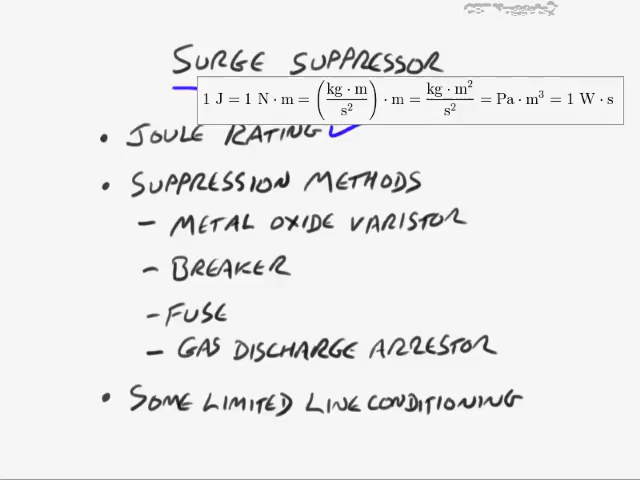 SURGE SUPPRESSOR
1 J = 1 N · m = (kg · m / s²) · m = kg · m² / s² = Pa · m³ = 1 W · s
• JOULE RATING
• SUPPRESSION METHODS
– METAL OXIDE VARISTOR
– BREAKER
– FUSE
– GAS DISCHARGE ARRESTOR
• SOME LIMITED LINE CONDITIONING